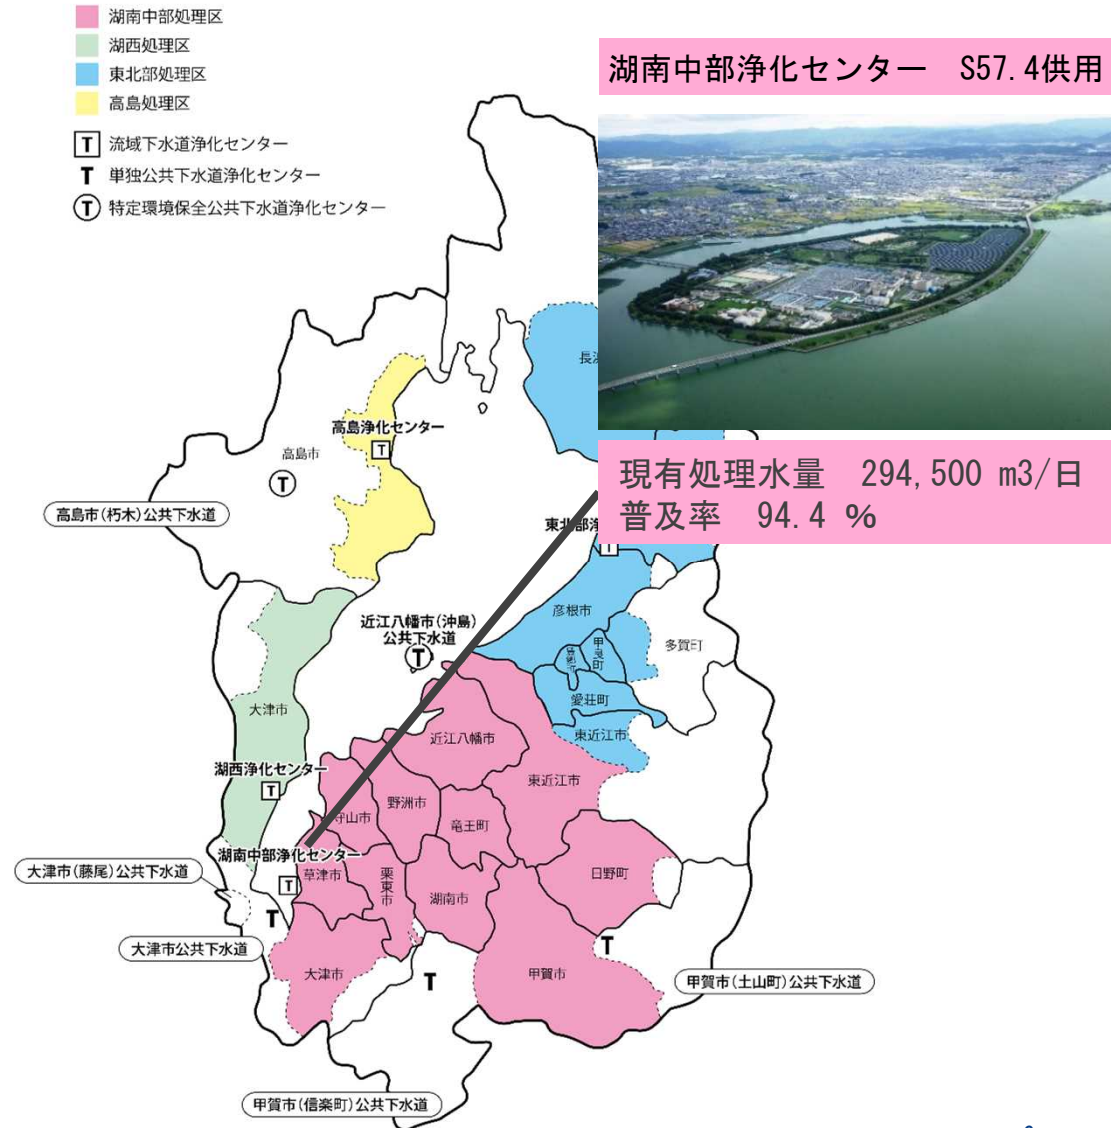 湖南中部処理区
湖西処理区
東北部処理区
高島処理区
T 流域下水道浄化センター
T 単独公共下水道浄化センター
T 特定環境保全公共下水道浄化センター
湖南中部浄化センター　S57.4供用
現有処理水量　294,500 m3/日
普及率　94.4 %
長
高島浄化センター
T
高島市
T
高島市(朽木)公共下水道
東北部浄
T
彦根市
甲良町
多賀町
愛荘町
東近江市
近江八幡市(沖島)
公共下水道
T
大津市
湖西浄化センター
T
近江八幡市
東近江市
野洲市
守山市
竜王町
日野町
湖南中部浄化センター
T
草津市
栗東市
湖南市
大津市(藤尾)公共下水道
T
大津市公共下水道
大津市
T
甲賀市
T
甲賀市(土山町)公共下水道
甲賀市(信楽町)公共下水道